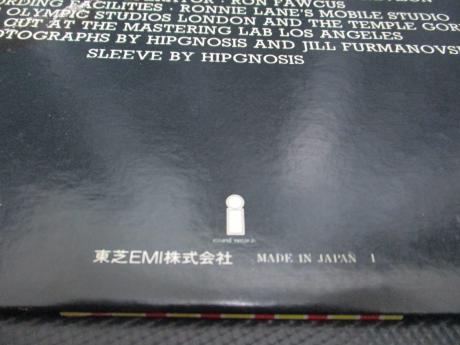 RON FAWCUS
RDING FACILITIES · RONNIE LANE'S MOBILE STUDIO
OLYMPIC STUDIOS LONDON AND THE TEMPLE GOR
OUT AT THE MASTERING LAB LOS ANGELES
OTOGRAPHS BY HIPGNOSIS AND JILL FURMANOVS
SLEEVE BY HIPGNOSIS
東芝EMI株式会社 MADE IN JAPAN 1